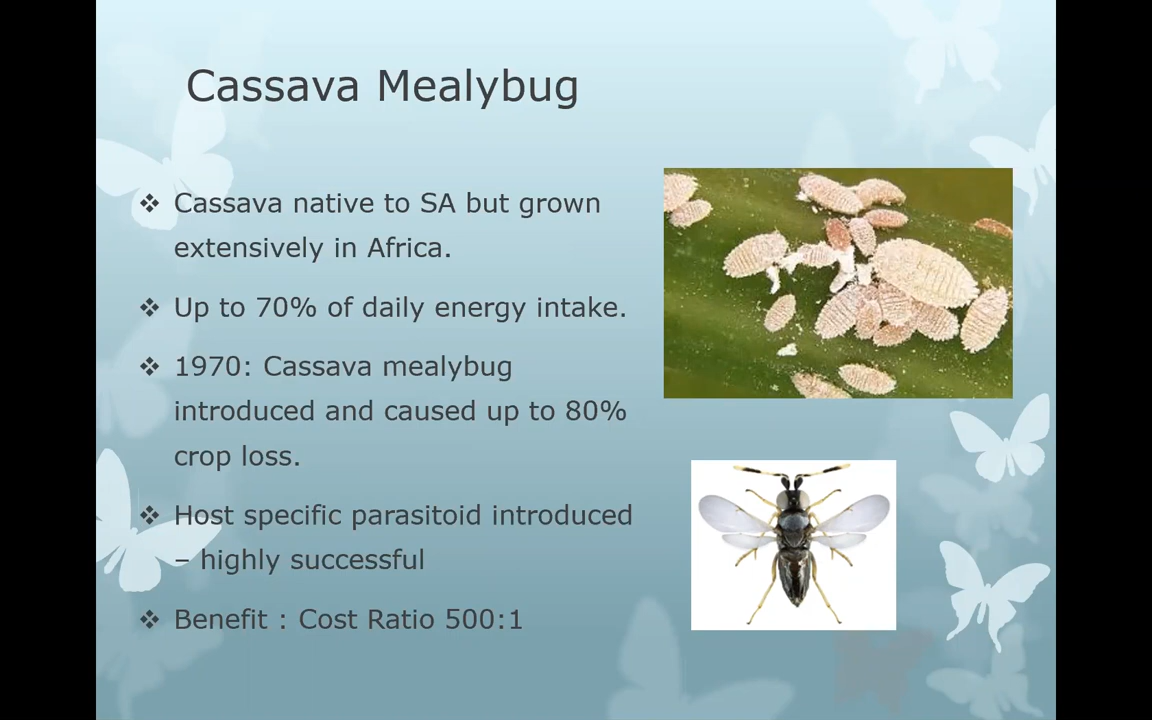 Cassava Mealybug
❖ Cassava native to SA but grown
extensively in Africa.
❖ Up to 70% of daily energy intake.
❖ 1970: Cassava mealybug
introduced and caused up to 80%
crop loss.
❖ Host specific parasitoid introduced
– highly successful
❖ Benefit : Cost Ratio 500:1